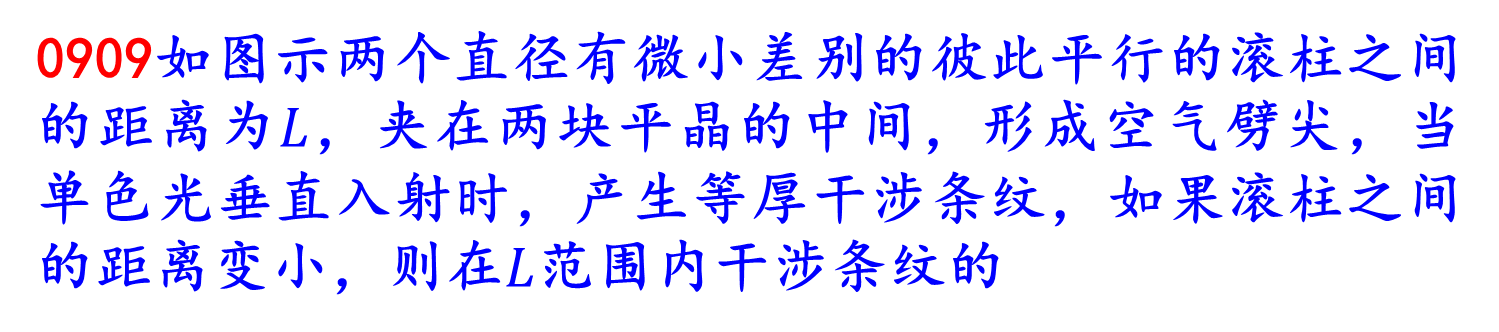 0909如图示两个直径有微小差别的彼此平行的滚柱之间
的距离为L，夹在两块平晶的中间，形成空气劈尖，当
单色光垂直入射时，产生等厚干涉条纹，如果滚柱之间
的距离变小，则在L范围内干涉条纹的